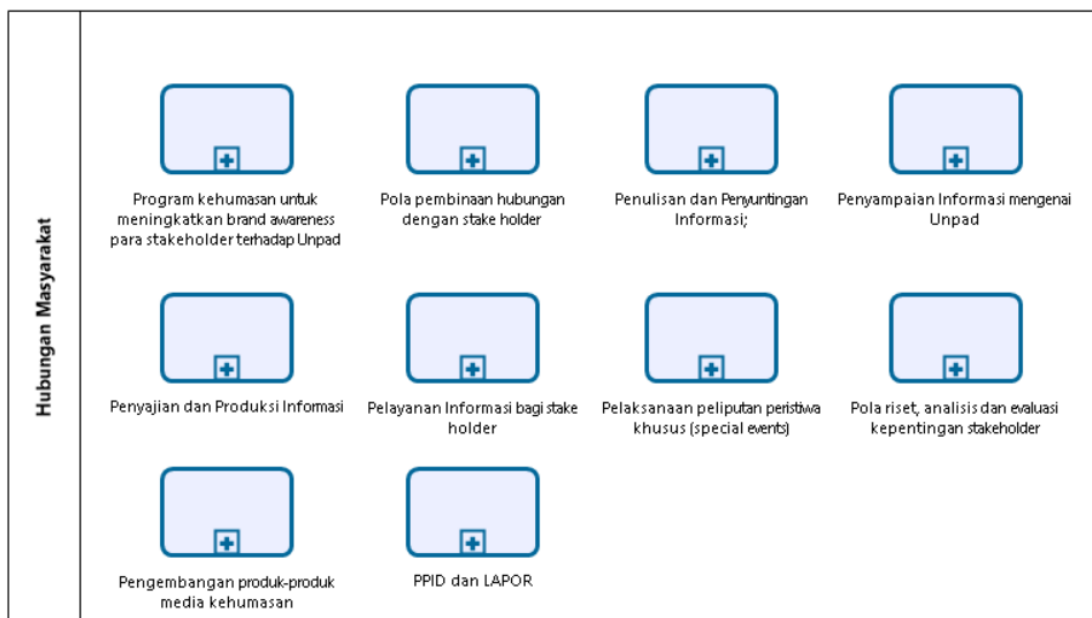 Hubungan Masyarakat
Program kehumasan untuk
meningkatkan brand awareness
para stakeholder terhadap Unpad
Pola pembinaan hubungan
dengan stake holder
Penulisan dan Penyuntingan
Informasi;
Penyampaian Informasi mengenai
Unpad
Penyajian dan Produksi Informasi
Pelayanan Informasi bagi stake
holder
Pelaksanaan peliputan peristiwa
khusus (special events)
Pola riset, analisis dan evaluasi
kepentingan stakeholder
Pengembangan produk-produk
media kehumasan
PPID dan LAPOR